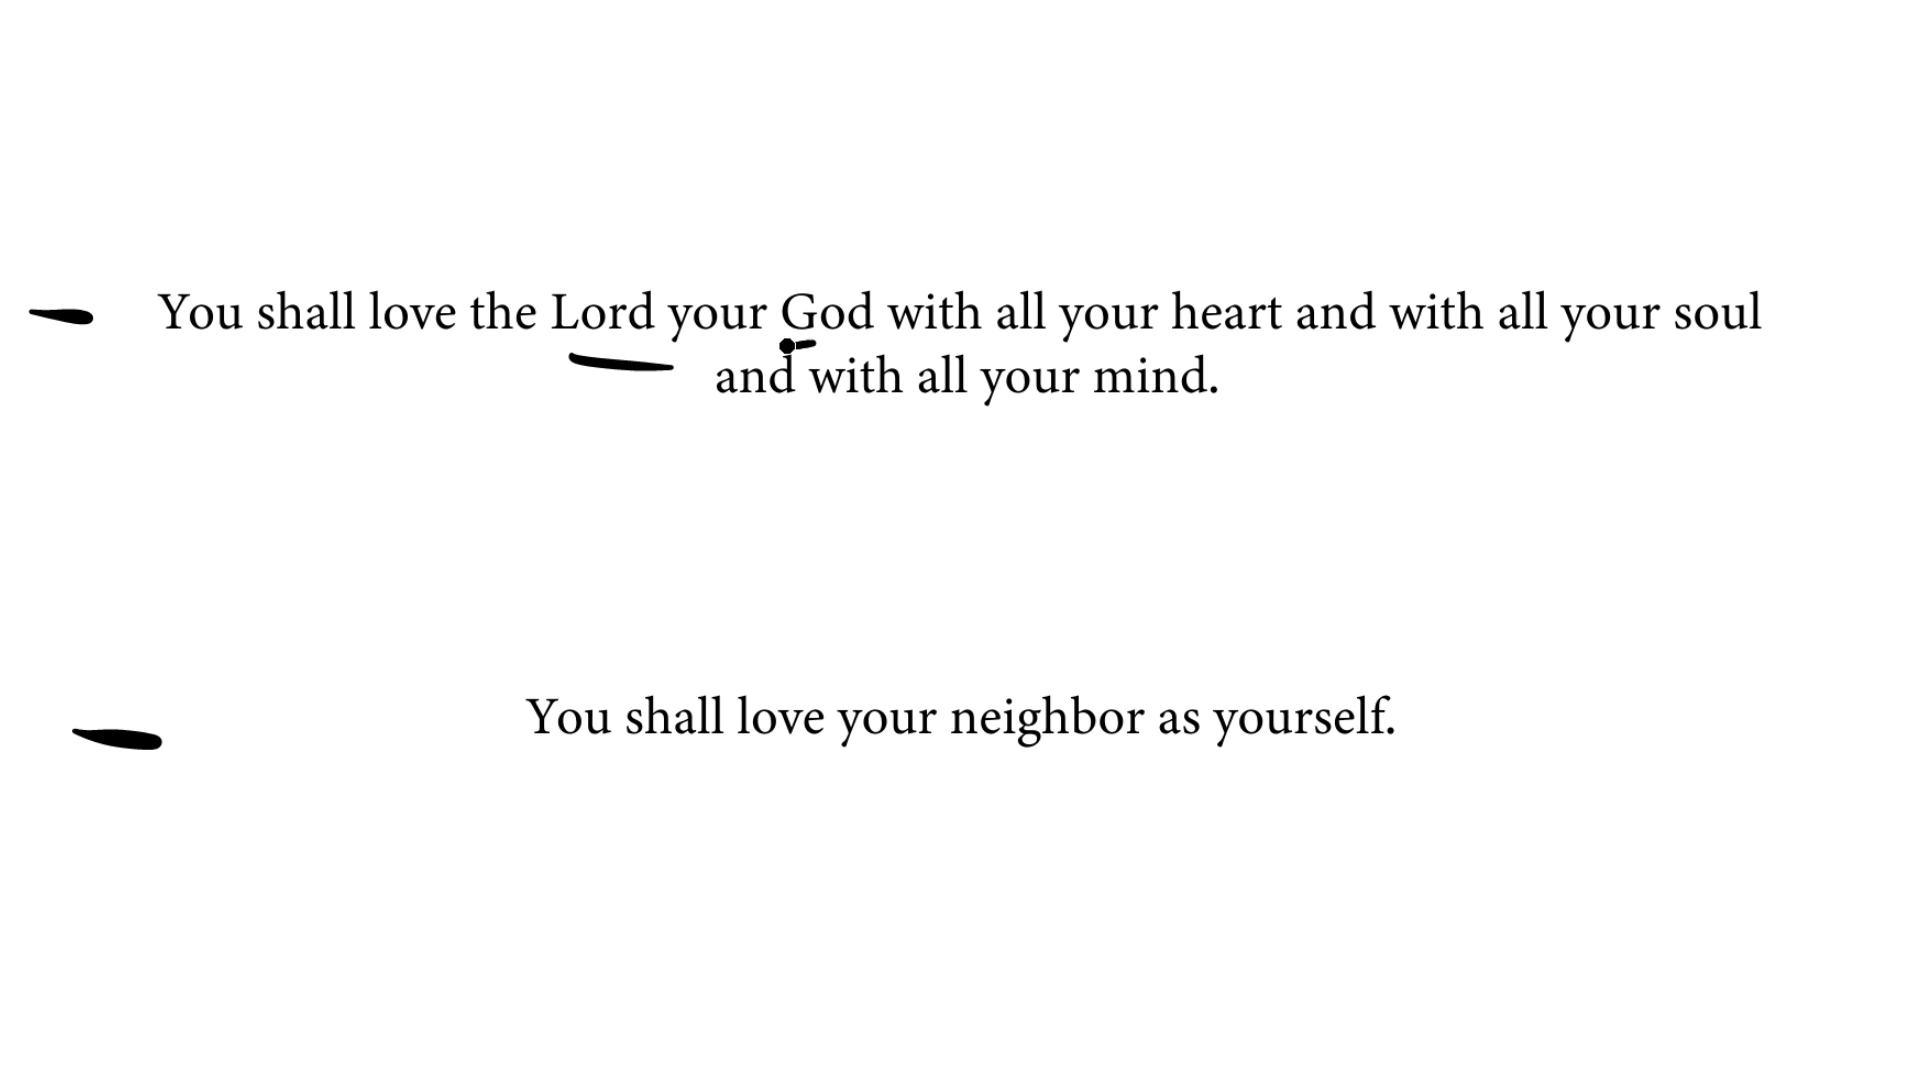 You shall love the Lord your God with all your heart and with all your soul
and with all your mind.
You shall love your neighbor as yourself.